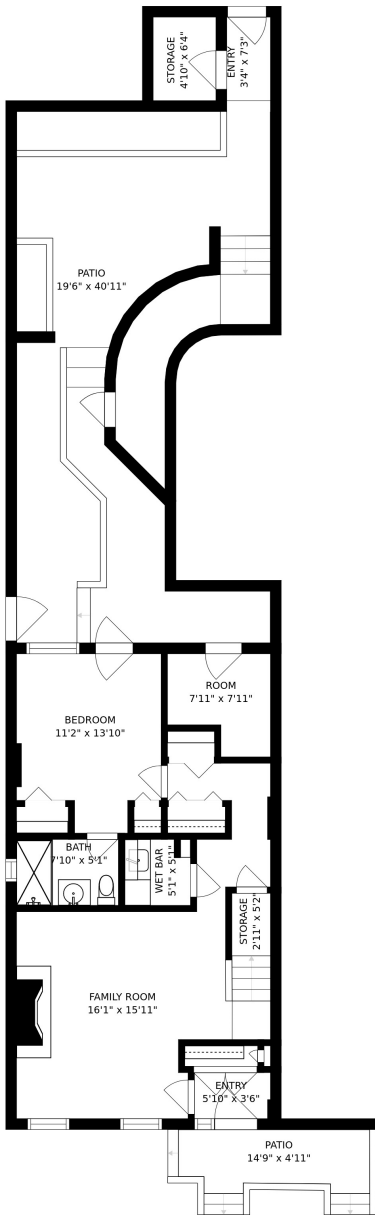 STORAGE
4'10" x 6'4"
ENTRY
3'4" x 7'3"
PATIO
19'6" x 40'11"
ROOM
7'11" x 7'11"
BEDROOM
11'2" x 13'10"
BATH
7'10" x 5'1"
WET BAR
5'1" x 5'1"
STORAGE
2'11" x 5'2"
FAMILY ROOM
16'1" x 15'11"
ENTRY
5'10" x 3'6"
PATIO
14'9" x 4'11"